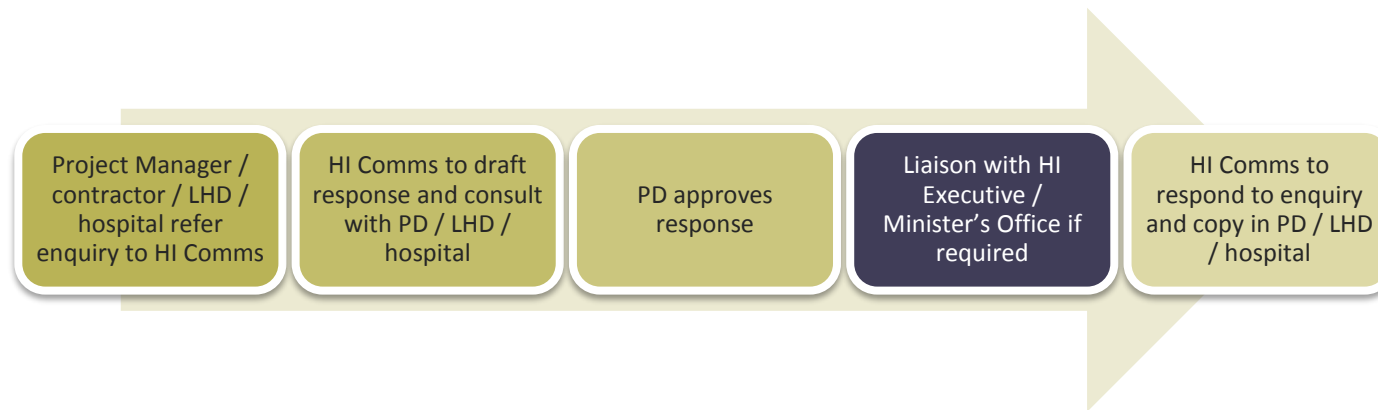 Project Manager /
contractor / LHD /
hospital refer
enquiry to HI Comms
HI Comms to draft
response and consult
with PD / LHD /
hospital
PD approves
response
Liaison with HI
Executive /
Minister’s Office if
required
HI Comms to
respond to enquiry
and copy in PD / LHD
/ hospital